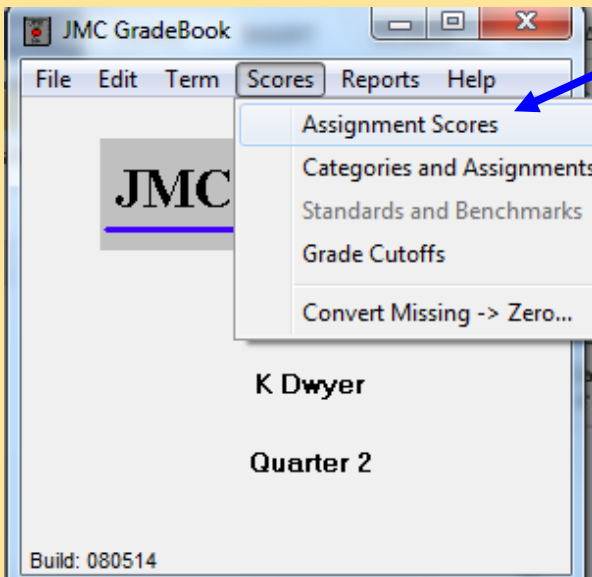 JMC GradeBook
File Edit Term Scores Reports Help
Assignment Scores
Categories and Assignments
Standards and Benchmarks
Grade Cutoffs
Convert Missing -> Zero...
JMC
K Dwyer
Quarter 2
Build: 080514